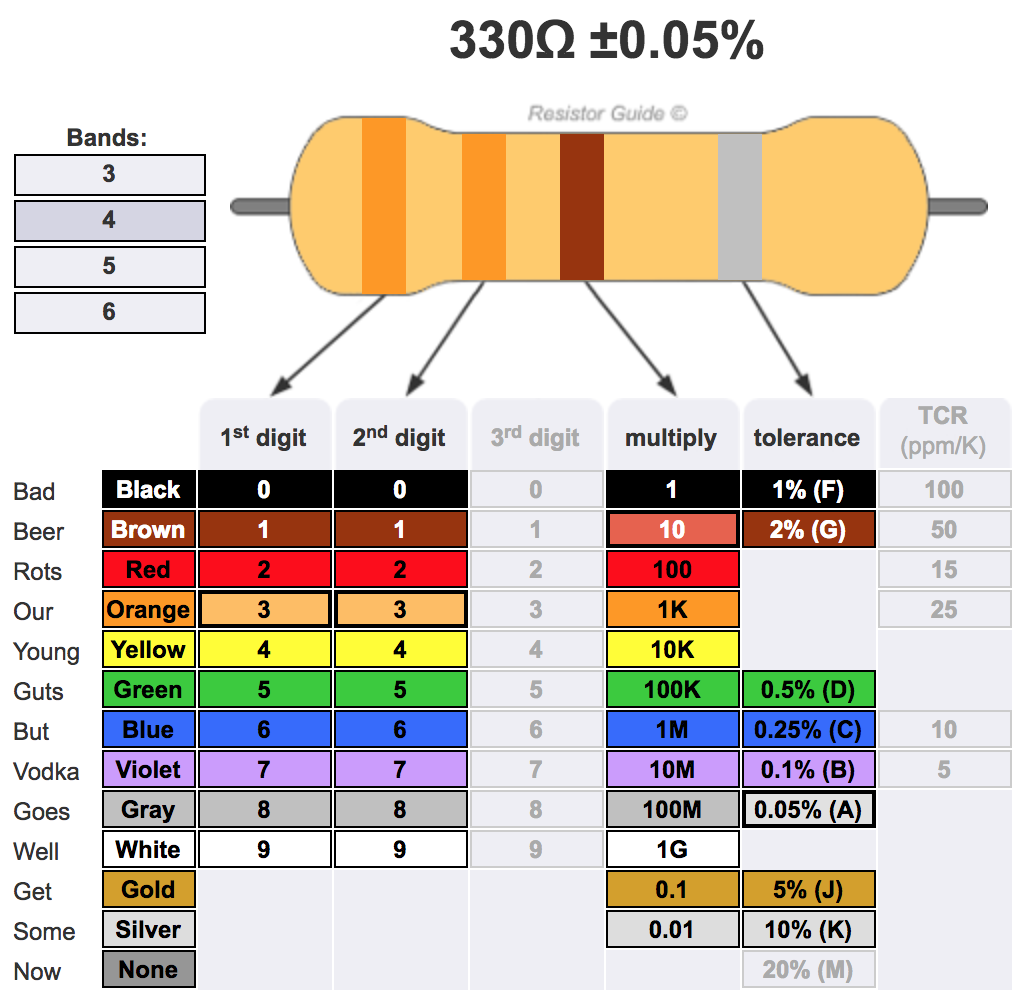 330Ω ±0.05%
Resistor Guide ©
Bands:
3
4
5
6
1st digit 2nd digit 3rd digit multiply tolerance TCR (ppm/K)
Bad Black 0 0 0 1 1% (F) 100
Beer Brown 1 1 1 10 2% (G) 50
Rots Red 2 2 2 100 15
Our Orange 3 3 3 1K 25
Young Yellow 4 4 4 10K
Guts Green 5 5 5 100K 0.5% (D)
But Blue 6 6 6 1M 0.25% (C) 10
Vodka Violet 7 7 7 10M 0.1% (B) 5
Goes Gray 8 8 8 100M 0.05% (A)
Well White 9 9 9 1G
Get Gold 0.1 5% (J)
Some Silver 0.01 10% (K)
Now None 20% (M)